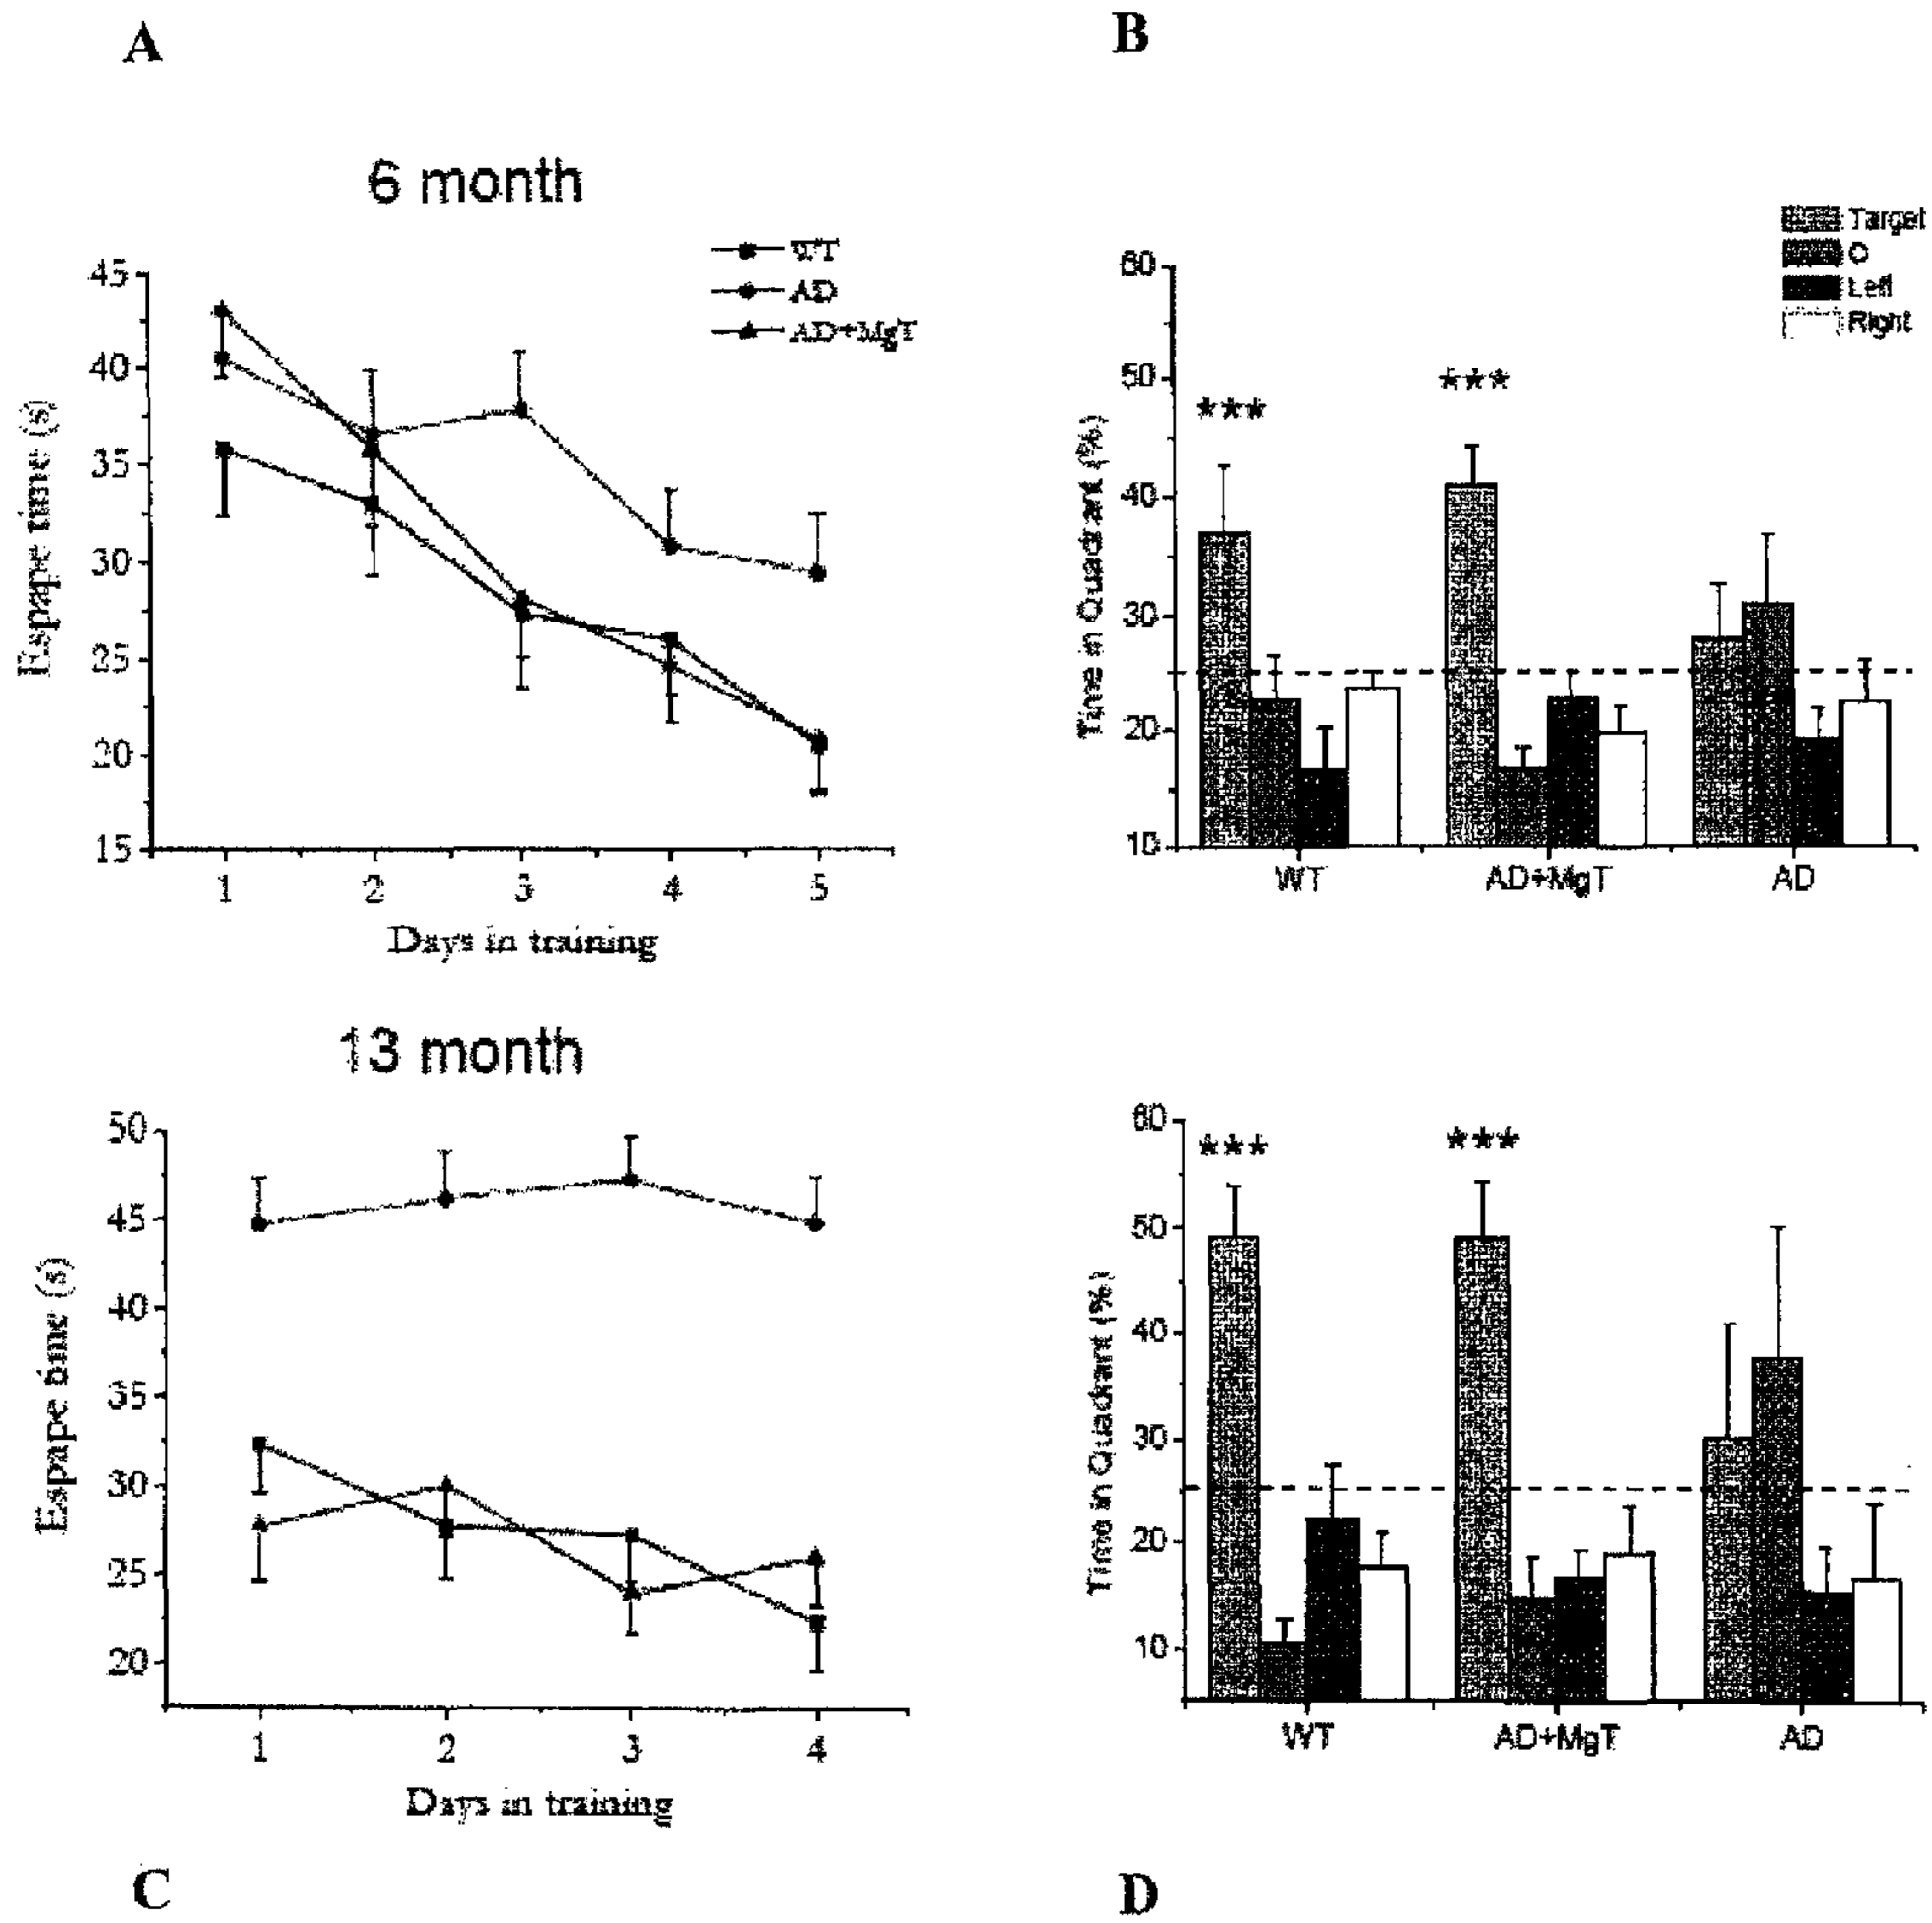 A
B
6 month
WT
AD
AD+MgT
45
40
35
30
25
20
15
Espape time (s)
1 2 3 4 5
Days in training
Target
O
Left
Right
60
50
40
30
20
10
Time in Quadrant (%)
***
***
WT AD+MgT AD
13 month
50
45
40
35
30
25
20
Espape time (s)
1 2 3 4
Days in training
60
50
40
30
20
10
Time in Quadrant (%)
***
***
WT AD+MgT AD
C
D